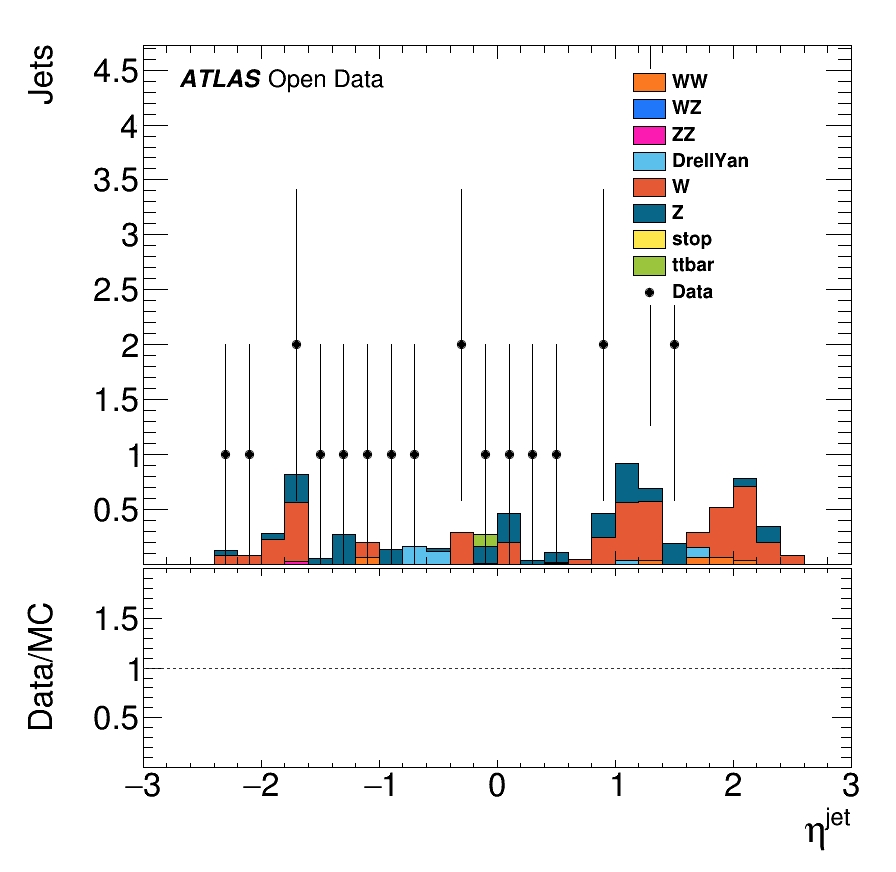 Jets
ATLAS Open Data
4.5
4
3.5
3
2.5
2
1.5
1
0.5
WW
WZ
ZZ
DrellYan
W
Z
stop
ttbar
Data
Data/MC
1.5
1
0.5
−3 −2 −1 0 1 2 3
η^jet